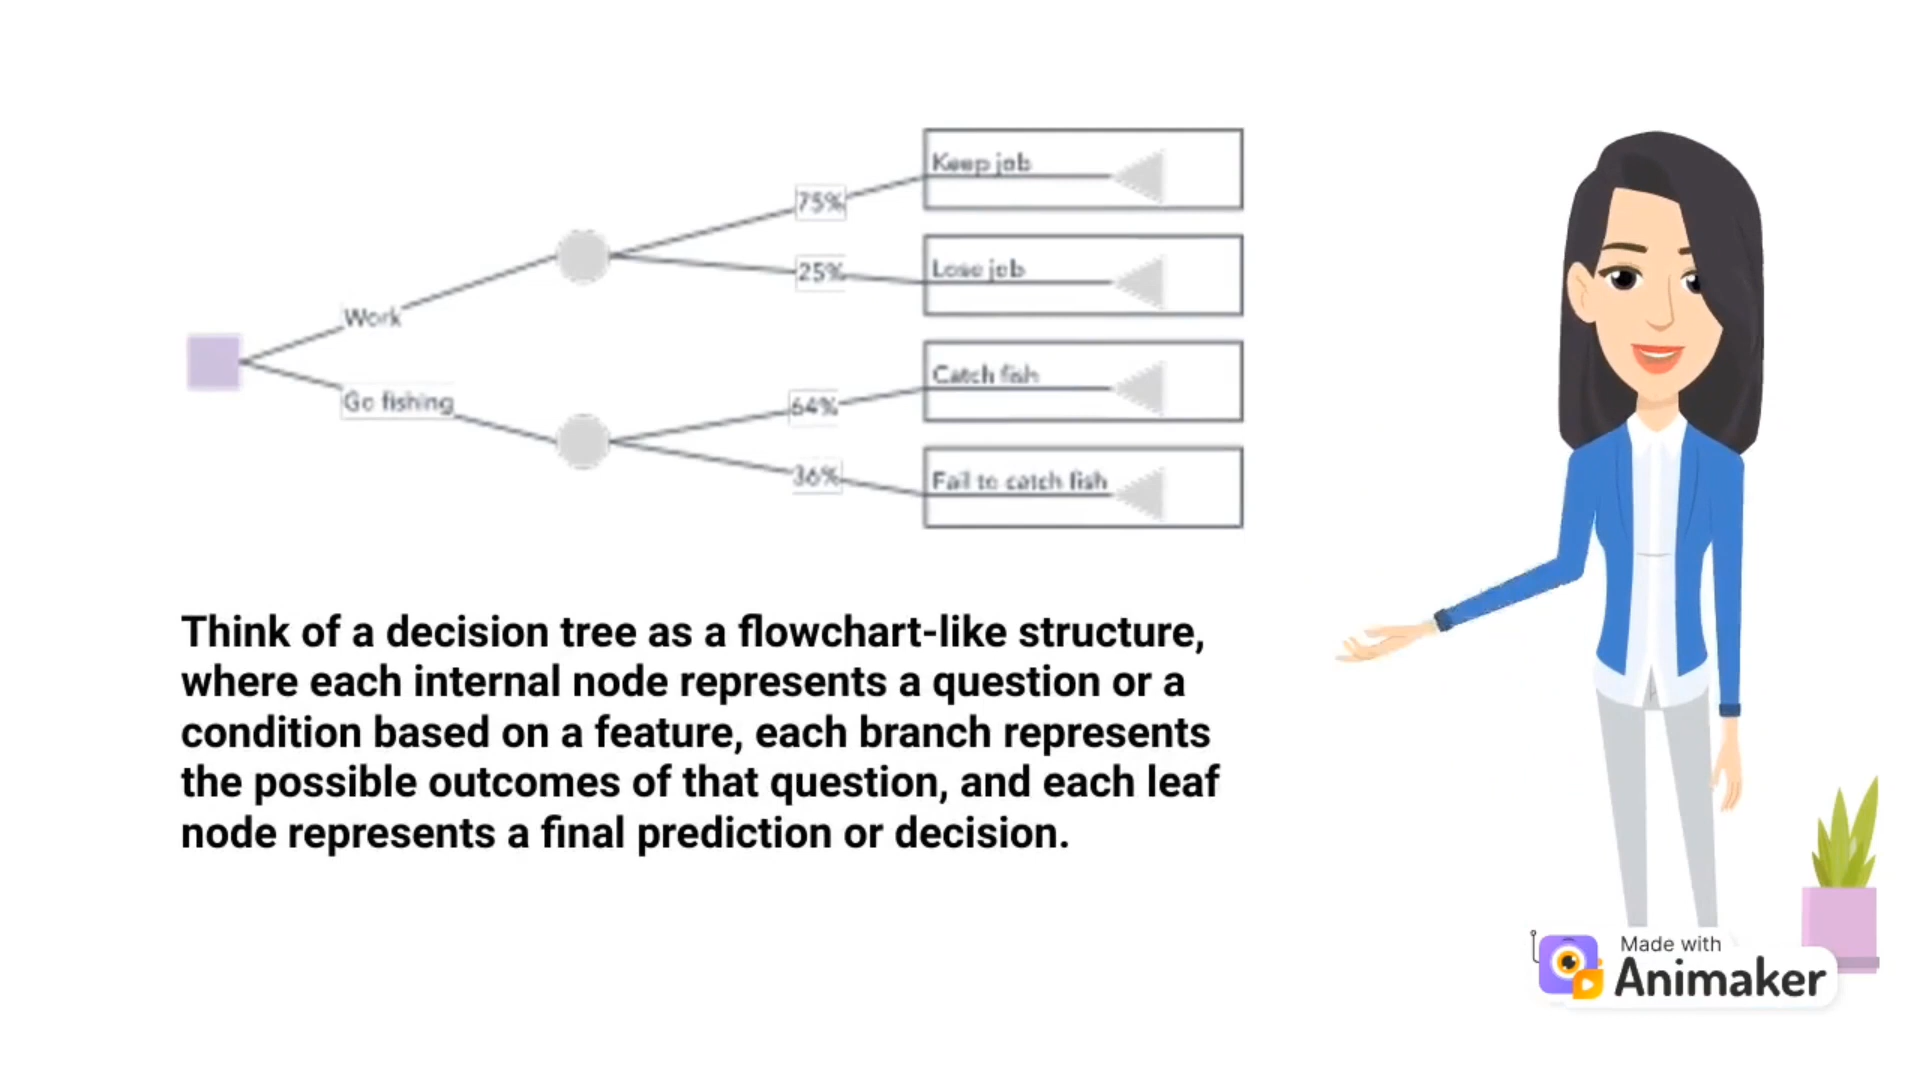 Keep job
75%
Lose job
25%
Work
Catch fish
Go fishing
64%
36%
Fail to catch fish
Think of a decision tree as a flowchart-like structure,
where each internal node represents a question or a
condition based on a feature, each branch represents
the possible outcomes of that question, and each leaf
node represents a final prediction or decision.
Made with
Animaker